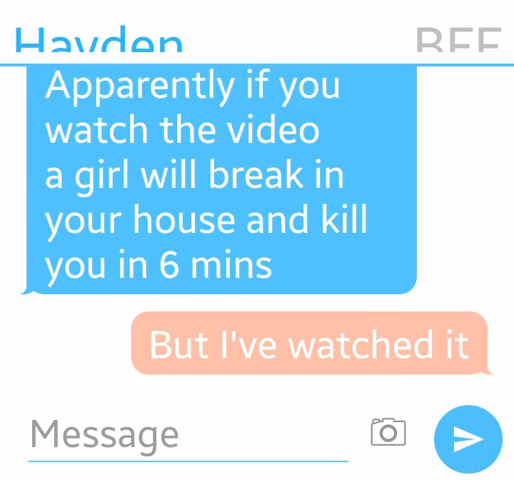 Hayden BFF
Apparently if you
watch the video
a girl will break in
your house and kill
you in 6 mins
But I've watched it
Message